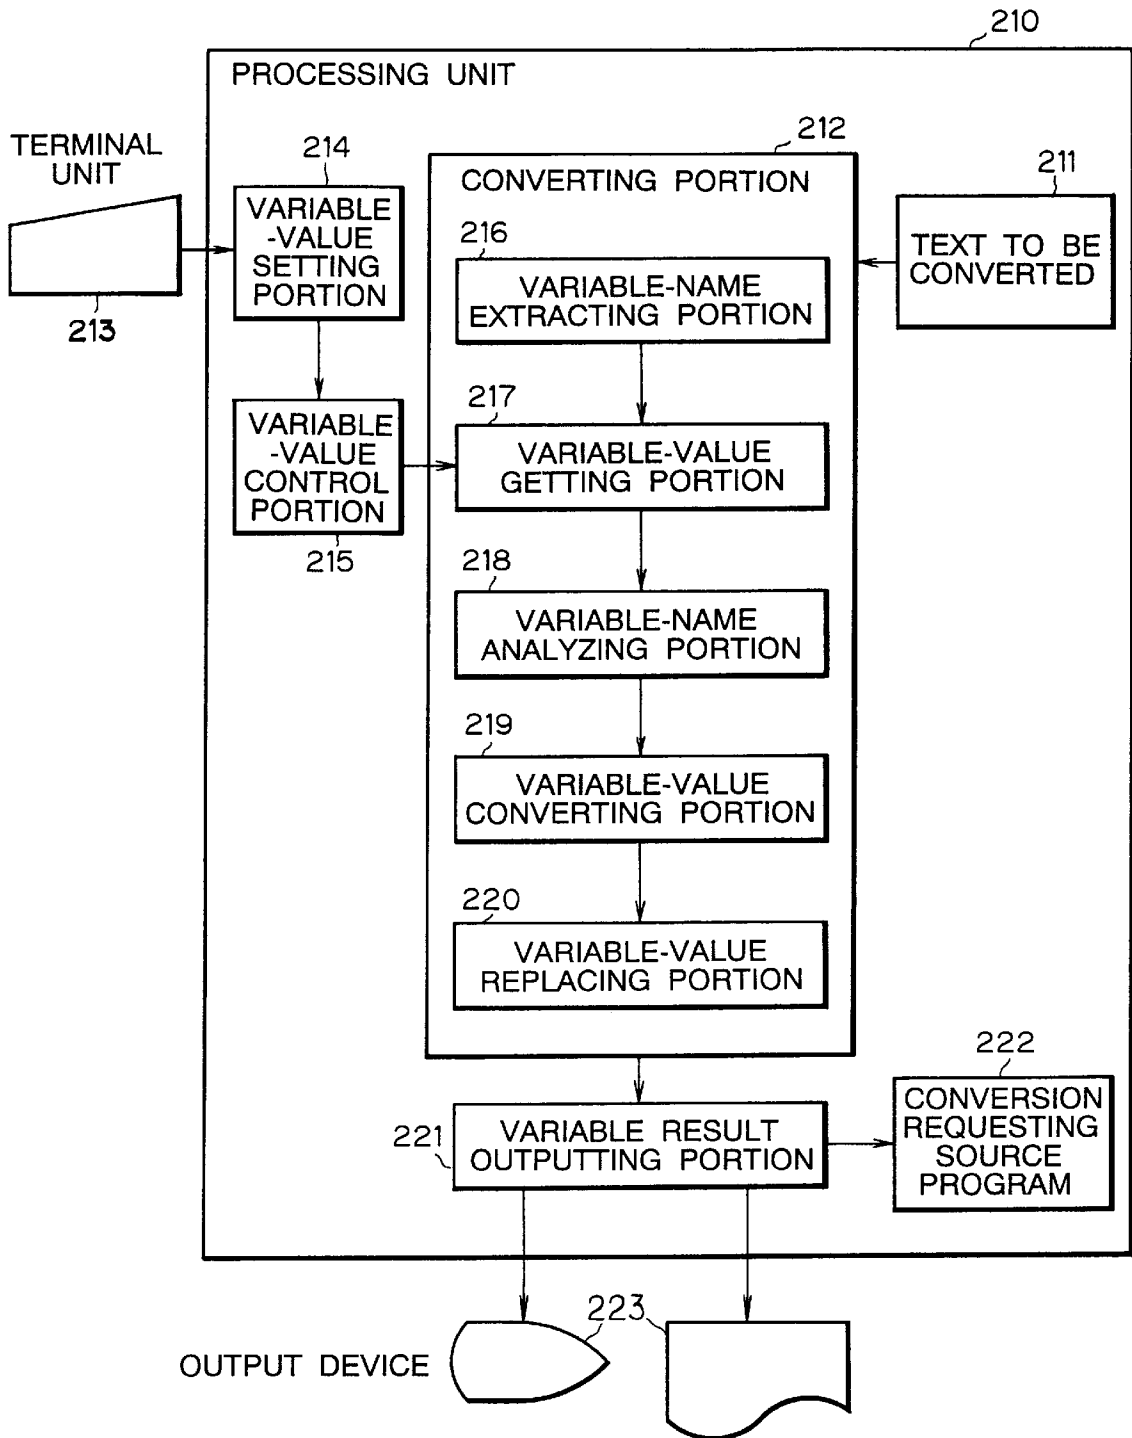 210
PROCESSING UNIT
TERMINAL
UNIT
213
214
VARIABLE
-VALUE
SETTING
PORTION
VARIABLE
-VALUE
CONTROL
PORTION
215
212
CONVERTING PORTION
216
VARIABLE-NAME
EXTRACTING PORTION
217
VARIABLE-VALUE
GETTING PORTION
218
VARIABLE-NAME
ANALYZING PORTION
219
VARIABLE-VALUE
CONVERTING PORTION
220
VARIABLE-VALUE
REPLACING PORTION
211
TEXT TO BE
CONVERTED
221
VARIABLE RESULT
OUTPUTTING PORTION
222
CONVERSION
REQUESTING
SOURCE
PROGRAM
223
OUTPUT DEVICE